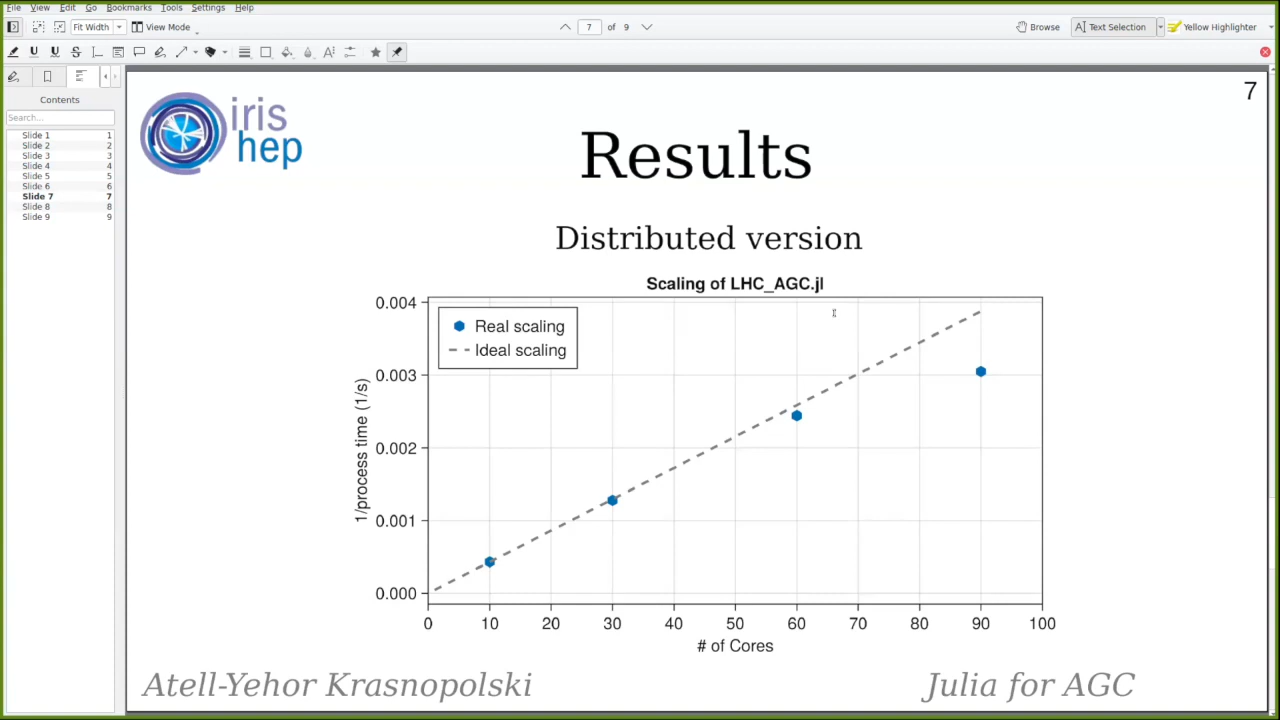 File View Edit Go Bookmarks Tools Settings Help
Fit Width View Mode 7 of 9 Browse Text Selection Yellow Highlighter
Contents
Search...
Slide 1 1
Slide 2 2
Slide 3 3
Slide 4 4
Slide 5 5
Slide 6 6
Slide 7 7
Slide 8 8
Slide 9 9
7
iris
hep
Results
Distributed version
Scaling of LHC_AGC.jl
Real scaling
Ideal scaling
1/process time (1/s)
0.004
0.003
0.002
0.001
0.000
0 10 20 30 40 50 60 70 80 90 100
# of Cores
Atell-Yehor Krasnopolski Julia for AGC